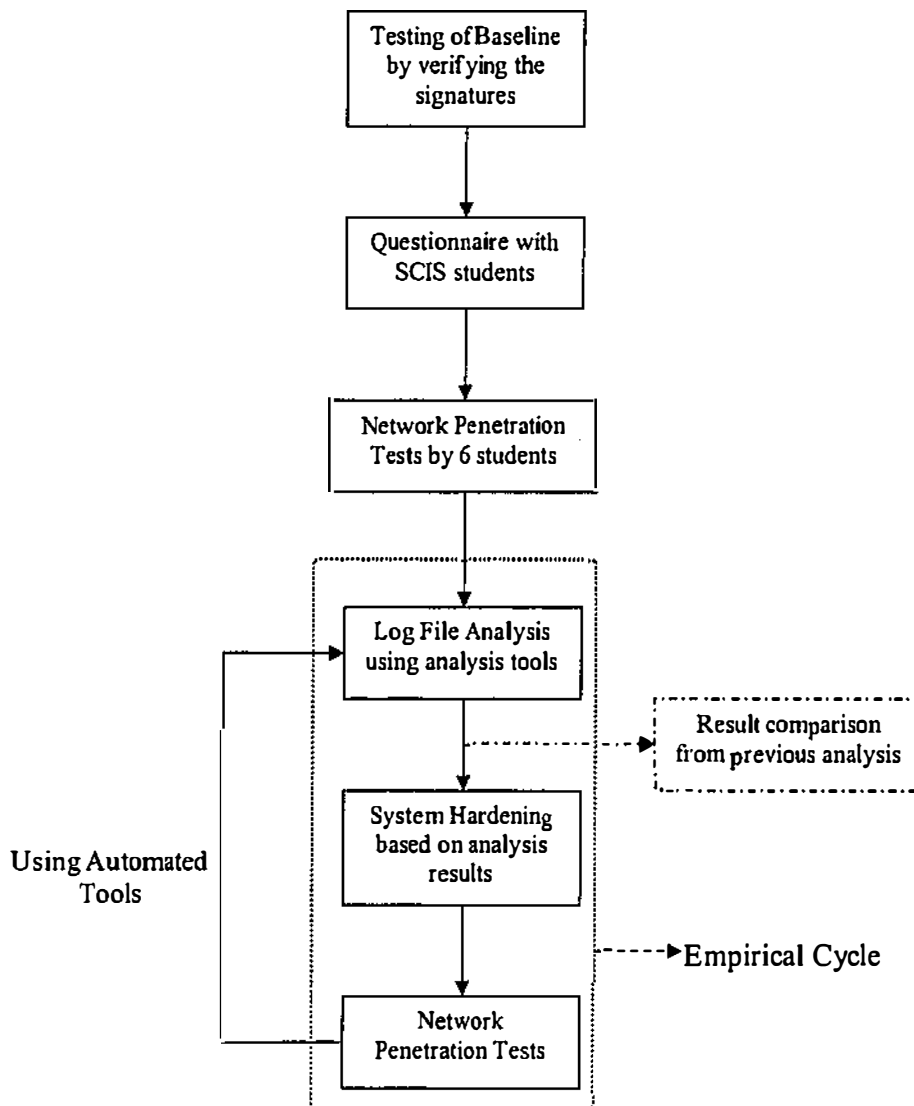 Testing of Baseline
by verifying the
signatures
Questionnaire with
SCIS students
Network Penetration
Tests by 6 students
Log File Analysis
using analysis tools
Result comparison
from previous analysis
System Hardening
based on analysis
results
Using Automated
Tools
Empirical Cycle
Network
Penetration Tests